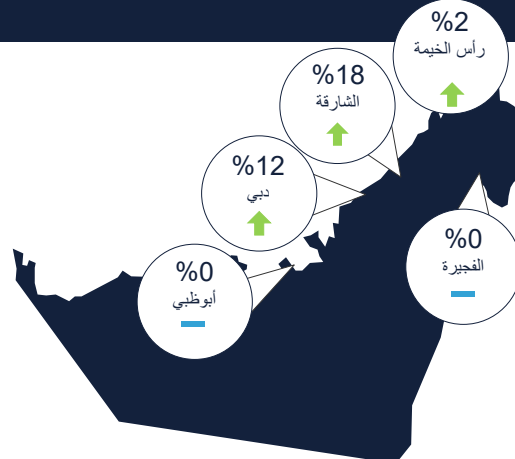 %2
رأس الخيمة
%18
الشارقة
%12
دبي
%0
الفجيرة
%0
أبوظبي